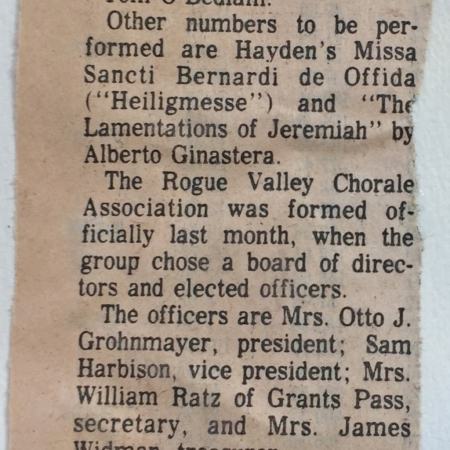 Other numbers to be per-
formed are Hayden's Missa
Sancti Bernardi de Offida
("Heiligmesse") and "The
Lamentations of Jeremiah" by
Alberto Ginastera.
The Rogue Valley Chorale
Association was formed of-
ficially last month, when the
group chose a board of direc-
tors and elected officers.
The officers are Mrs. Otto J.
Grohnmayer, president; Sam
Harbison, vice president; Mrs.
William Ratz of Grants Pass,
secretary, and Mrs. James